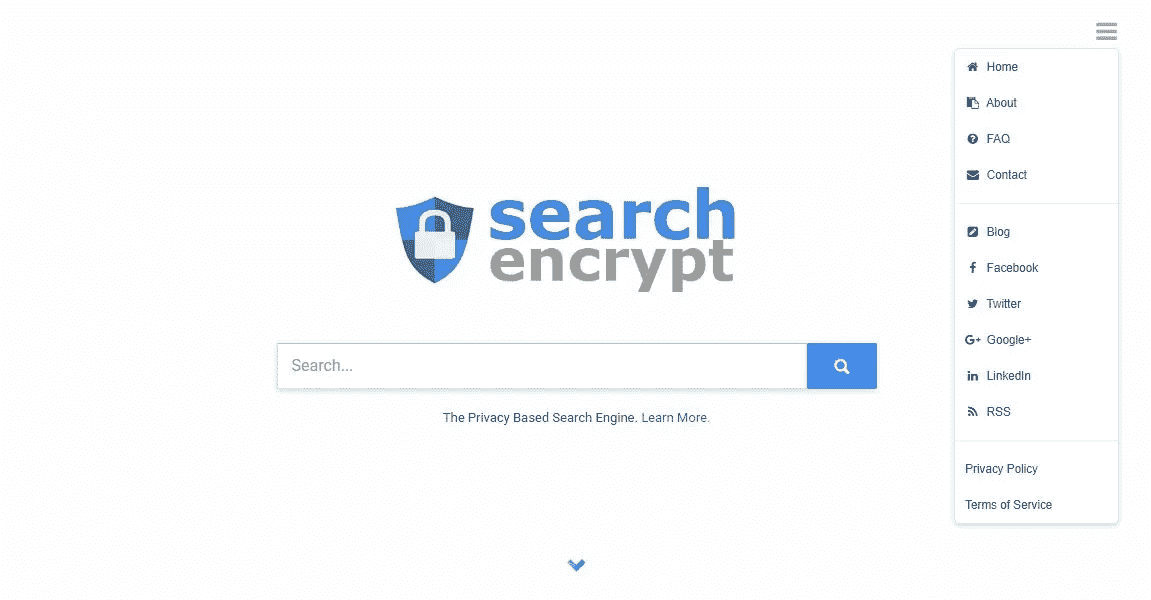 Home
About
FAQ
Contact
search
encrypt
Blog
Facebook
Twitter
Google+
LinkedIn
RSS
Search...
The Privacy Based Search Engine. Learn More.
Privacy Policy
Terms of Service